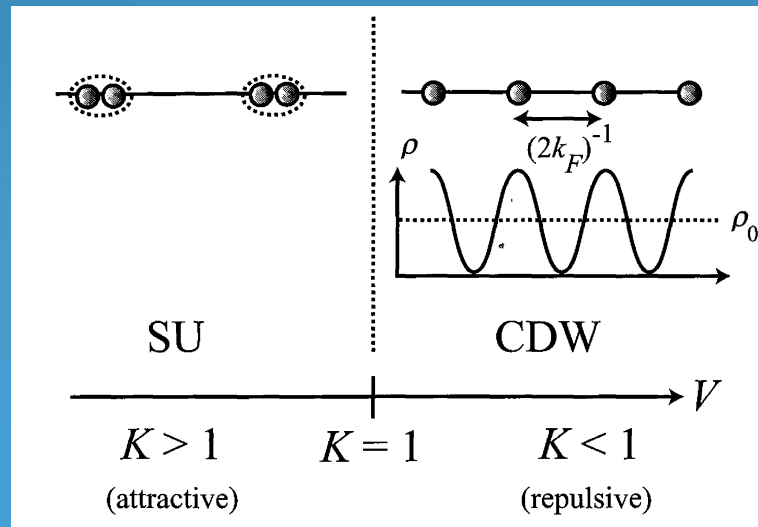 (2k_F)^{-1}
ρ
ρ_0
SU CDW
V
K > 1 K = 1 K < 1
(attractive) (repulsive)